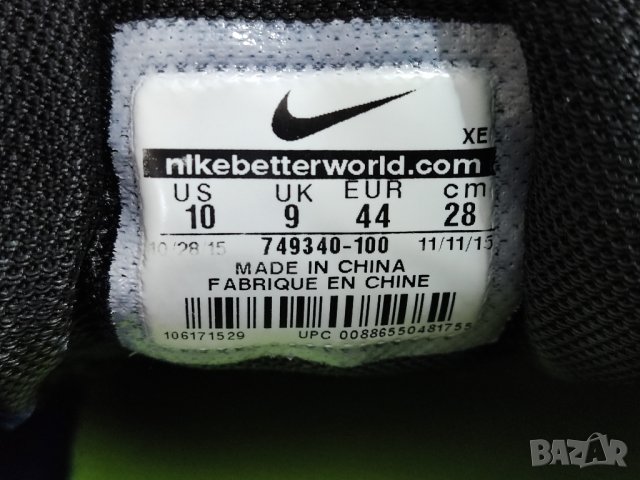 XE
nikebetterworld.com
US UK EUR cm
10 9 44 28
10/28/15 749340-100 11/11/15
MADE IN CHINA
FABRIQUE EN CHINE
106171529 UPC 00886550481755
BAZAR